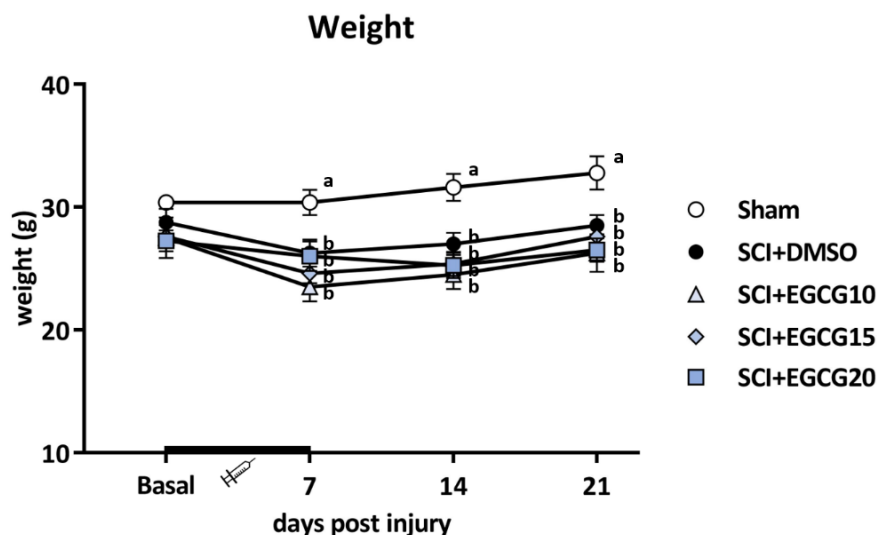 Weight
40
30
20
10
weight (g)
a
a
a
b
b
b
b
b
b
b
b
b
b
b
b
Basal
7
14
21
days post injury
Sham
SCI+DMSO
SCI+EGCG10
SCI+EGCG15
SCI+EGCG20